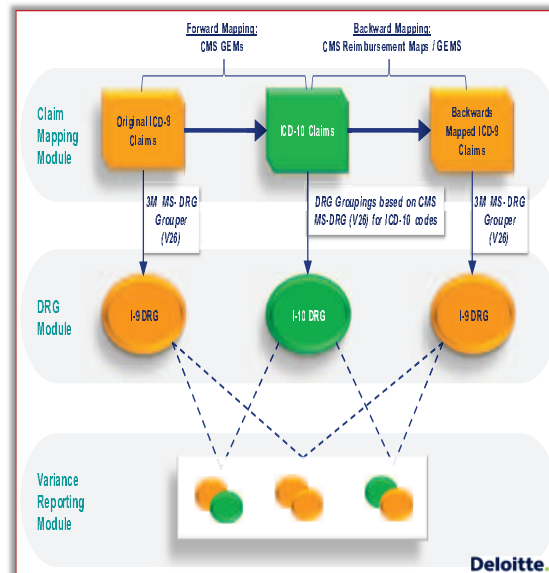 Forward Mapping:
CMS GEMs
Backward Mapping:
CMS Reimbursement Maps / GEMS
Claim
Mapping
Module
Original ICD-9
Claims
ICD-10 Claims
Backwards
Mapped ICD-9
Claims
3M MS-DRG
Grouper
(V26)
DRG Groupings based on CMS
MS-DRG (V26) for ICD-10 codes
3M MS-DRG
Grouper
(V26)
DRG
Module
I-9 DRG
I-10 DRG
I-9 DRG
Variance
Reporting
Module
Deloitte.